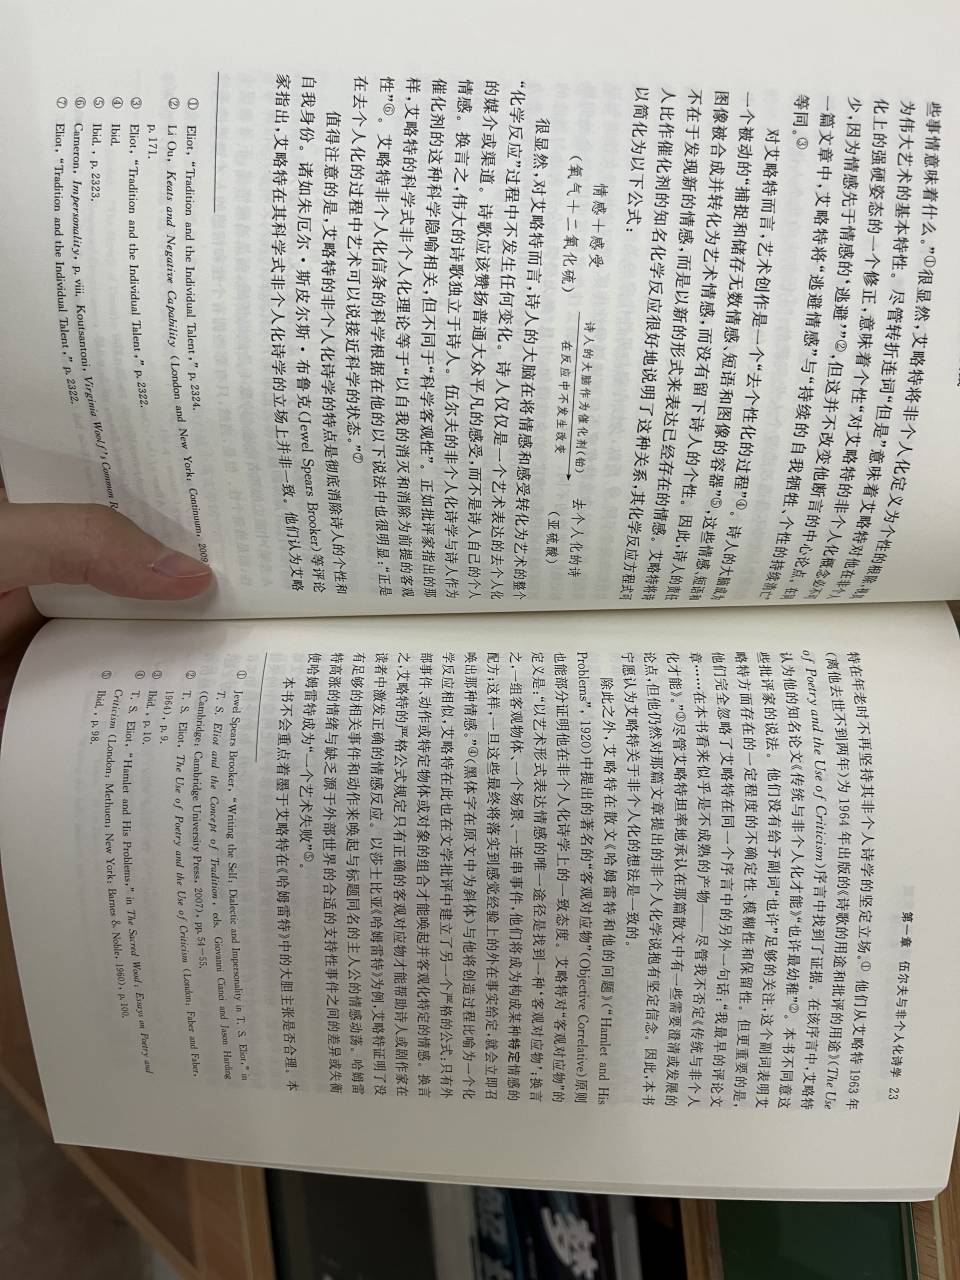 些事情意味着什么。”①很显然,艾略特将非个人化定义为个性的根除,视其
为伟大艺术的基本特性。尽管转折连词“但是”意味着艾略特对他在非个人
化上的强硬姿态的一个修正,意味着个性“对艾略特的非个人化概念必不可
少,因为情感先于情感的‘逃避’”②,但这并不改变他断言的中心论点。在同
一篇文章中,艾略特将“逃避情感”与“持续的自我牺牲、个性的持续消亡”
等同。③
对艾略特而言,艺术创作是一个“去个性化的过程”④。诗人的大脑成为
一个被动的“捕捉和储存无数情感、短语和图像的容器”⑤,这些情感、短语和
图像被合成并转化为艺术情感,而没有留下诗人的个性。因此,诗人的责任
不在于发现新的情感,而是以新的形式来表达已经存在的情感。艾略特将诗
人比作催化剂的知名化学反应很好地说明了这种关系,其化学反应方程式可
以简化为以下公式:
情感＋感受 诗人的大脑作为催化剂(铂) 去个人化的诗
(氧气＋二氧化硫) 在反应中不发生改变 (亚硫酸)
很显然,对艾略特而言,诗人的大脑在将情感和感受转化为艺术的整个
“化学反应”过程中不发生任何变化。诗人仅仅是一个艺术表达的去个人化
的媒介或渠道。诗歌应该赞扬普通大众平凡的感受,而不是诗人自己的个人
情感。换言之,伟大的诗歌独立于诗人。伍尔夫的非个人化诗学与诗人作为
催化剂的这种科学隐喻相关,但不同于“科学客观性”。正如批评家指出的那
样,艾略特的科学式非个人化理论等于“以自我的消灭和消除为前提的客观
性”⑥。艾略特非个人化信条的科学根据在他的以下说法中也很明显:“正是
在去个人化的过程中艺术可以说接近科学的状态。”⑦
值得注意的是,艾略特的非个人化诗学的特点是彻底消除诗人的个性和
自我身份。诸如朱厄尔·斯皮尔斯·布鲁克(Jewel Spears Brooker)等评论
家指出,艾略特在其科学式非个人化诗学的立场上并非一致。他们认为艾略
① Eliot, “Tradition and the Individual Talent,” p. 2324.
② Li Ou, Keats and Negative Capability (London and New York: Continuum, 2009),
p. 171.
③ Eliot, “Tradition and the Individual Talent,” p. 2322.
④ Ibid.
⑤ Ibid., p. 2323.
⑥ Cameron, Impersonality, p. viii. Koutsantoni, Virginia Woolf's Common
⑦ Eliot, “Tradition and the Individual Talent,” p. 2322.
第一章 伍尔夫与非个人化诗学 23
特在年老时不再坚持其非个人诗学的坚定立场。① 他们从艾略特 1963 年
(离他去世不到两年)为 1964 年出版的《诗歌的用途和批评的用途》(The Use
of Poetry and the Use of Criticism)序言中找到了证据。在该序言中,艾略特
认为他的知名论文《传统与非个人化才能》“也许最幼稚”②。本书不同意这
些批评家的说法。他们没有给予副词“也许”足够的关注,这个副词表明艾
略特方面存在的一定程度的不确定性、模糊性和保留性。但更重要的是,
他们完全忽略了艾略特在同一个序言中的另外一句话:“我最早的评论文
章……在本书看来似乎是不成熟的产物——尽管我不否定《传统与非个人
化才能》。”③尽管艾略特坦率地承认在那篇散文中有一些需要澄清或发展的
论点,但他仍然对那篇文章提出的非个人化学说抱有坚定信念。因此,本书
宁愿认为艾略特关于非个人化的想法是一致的。
除此之外,艾略特在散文《哈姆雷特和他的问题》(“Hamlet and His
Problems”, 1920)中提出的著名的“客观对应物”(Objective Correlative)原则
也能部分证明他在非个人化诗学上的一致态度。艾略特对“客观对应物”的
定义是:“以艺术形式表达情感的唯一途径是找到一种‘客观对应物’;换言
之,一组客观物体、一个场景、一连串事件,他们将成为构成某种特定情感的
配方;这样,一旦这些最终将落实到感觉经验上的外在事实给定,就会立即召
唤出那种情感。”④(黑体字在原文中为斜体)与他将创造过程比喻为一个化
学反应相似,艾略特在此也在文学批评中建立了另一个严格的公式:只有外
部事件、动作或特定物体或对象的组合才能唤起并客观化特定的情感。换言
之,艾略特的严格公式规定只有正确的客观对应物才能帮助诗人或剧作家在
读者中激发正确的情感反应。以莎士比亚《哈姆雷特》为例,艾略特证明了没
有足够的相关事件和动作来唤起与标题同名的主人公的情感动荡。哈姆雷
特高涨的情绪与缺乏源于外部世界的合适的支持性事件之间的差异或失衡
使哈姆雷特成为“一个艺术失败”⑤。
本书不会重点着墨于艾略特在《哈姆雷特》中的大胆主张是否合理。本
① Jewel Spears Brooker, “Writing the Self: Dialectic and Impersonality in T. S. Eliot,” in
T. S. Eliot and the Concept of Tradition, eds. Giovanni Cianci and Jason Harding
(Cambridge: Cambridge University Press, 2007), pp. 54-55.
② T. S. Eliot, The Use of Poetry and the Use of Criticism (London: Faber and Faber,
1964), p. 9.
③ Ibid., p. 10.
④ T. S. Eliot, “Hamlet and His Problems,” in The Sacred Wood: Essays on Poetry and
Criticism (London: Methuen; New York: Barnes & Noble, 1960), p. 100.
⑤ Ibid., p. 98.
梦